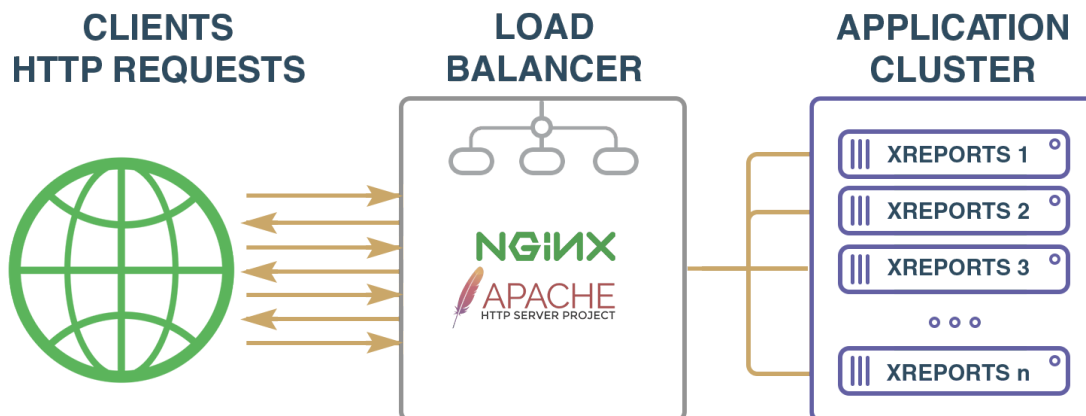 CLIENTS
HTTP REQUESTS
LOAD
BALANCER
APPLICATION
CLUSTER
NGiNX
APACHE
HTTP SERVER PROJECT
XREPORTS 1
XREPORTS 2
XREPORTS 3
XREPORTS n